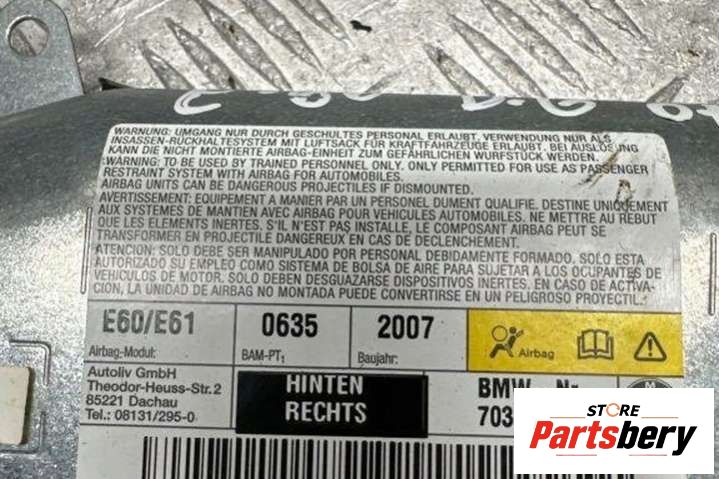 WARNUNG: UMGANG NUR DURCH GESCHULTES PERSONAL ERLAUBT. VERWENDUNG NUR ALS
INSASSEN-RÜCKHALTESYSTEM MIT LUFTSACK FÜR KRAFTFAHRZEUGE ERLAUBT. BEI AUSLÖSUNG
KANN DIE NICHT MONTIERTE AIRBAG-EINHEIT ZUM GEFÄHRLICHEN WURFSTÜCK WERDEN.
WARNING: TO BE USED BY TRAINED PERSONNEL ONLY. ONLY PERMITTED FOR USE AS PASSENGER
RESTRAINT SYSTEM WITH AIRBAG FOR AUTOMOBILES.
AIRBAG UNITS CAN BE DANGEROUS PROJECTILES IF DISMOUNTED.
AVERTISSEMENT: EQUIPEMENT A MANIER PAR UN PERSONEL DUMENT QUALIFIE. DESTINE UNIQUEMENT
AUX SYSTEMES DE MANTIEN AVEC AIRBAG POUR VEHICULES AUTOMOBILES. NE METTRE AU REBUT
QUE LES ELEMENTS INERTES. S'IL N'EST PAS INSTALLE, LE COMPOSANT AIRBAG PEUT SE
TRANSFORMER EN PROJECTILE DANGEREUX EN CAS DE DECLENCHEMENT.
ATENCION: SOLO DEBE SER MANIPULADO POR PERSONAL DEBIDAMENTE FORMADO. SOLO ESTA
AUTORIZADO SU EMPLEO COMO SISTEMA DE BOLSA DE AIRE PARA SUJETAR A LOS OCUPANTES DE
VEHICULOS DE MOTOR. SOLO DEBEN DESGUAZARSE DISPOSITIVOS INERTES. EN CASO DE ACTIVA-
CION, LA UNIDAD DE AIRBAG NO MONTADA PUEDE CONVERTIRSE EN UN PELIGROSO PROYECTIL.
E60/E61 0635 2007
Airbag-Modul: BAM-PT1 Baujahr: Airbag
Autoliv GmbH
Theodor-Heuss-Str.2
85221 Dachau
Tel.: 08131/295-0
HINTEN
RECHTS
BMW
703
STORE
Partsbery